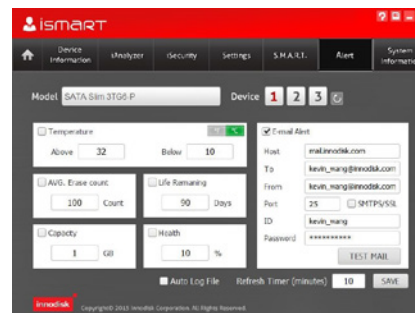 ismart
Device Information
iAnalyzer
iSecurity
Settings
S.M.A.R.T.
Alert
System Informatic
Model SATA Slim 3TG6-P
Device 1 2 3
Temperature
Above 32 Below 10
AVG. Erase count
100 Count
Life Remaning
90 Days
Capacity
1 GB
Health
10 %
E-mail Alert
Host mail.innodisk.com
To kevin_wang@innodisk.com
From kevin_wang@innodisk.com
Port 25 SMTPS/SSL
ID kevin_wang
Password **********
TEST MAIL
Auto Log File Refresh Timer (minutes) 10 SAVE
innodisk Copyright© 2015 Innodisk Corporation. All Rights Reserved